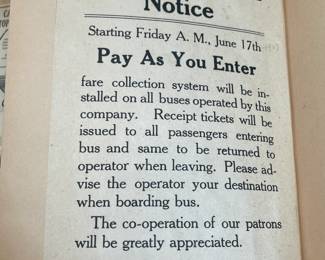 Notice
Starting Friday A. M., June 17th
Pay As You Enter
fare collection system will be in-
stalled on all buses operated by this
company. Receipt tickets will be
issued to all passengers entering
bus and same to be returned to
operator when leaving. Please ad-
vise the operator your destination
when boarding bus.
The co-operation of our patrons
will be greatly appreciated.